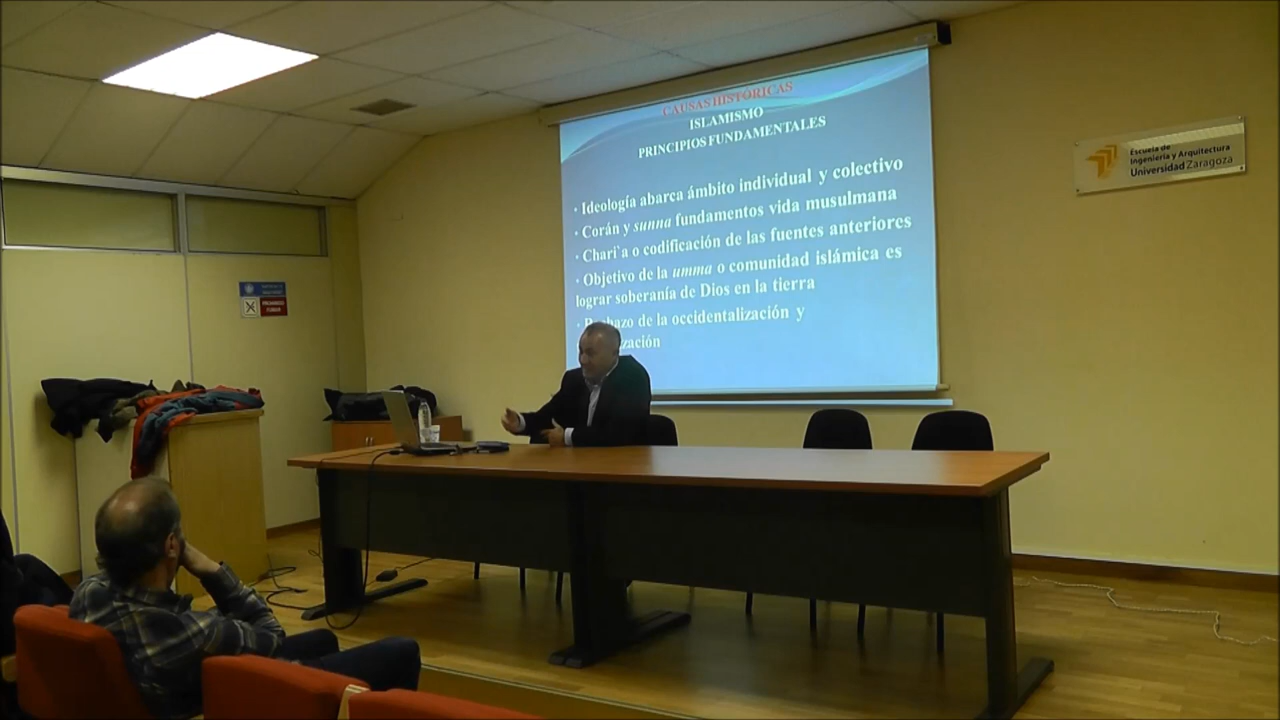 CAUSAS HISTÓRICAS
ISLAMISMO
PRINCIPIOS FUNDAMENTALES
• Ideología abarca ámbito individual y colectivo
• Corán y sunna fundamentos vida musulmana
• Chari`a o codificación de las fuentes anteriores
• Objetivo de la umma o comunidad islámica es
lograr soberanía de Dios en la tierra
• de la occidentalización y
Escuela de
Ingeniería y Arquitectura
Universidad Zaragoza